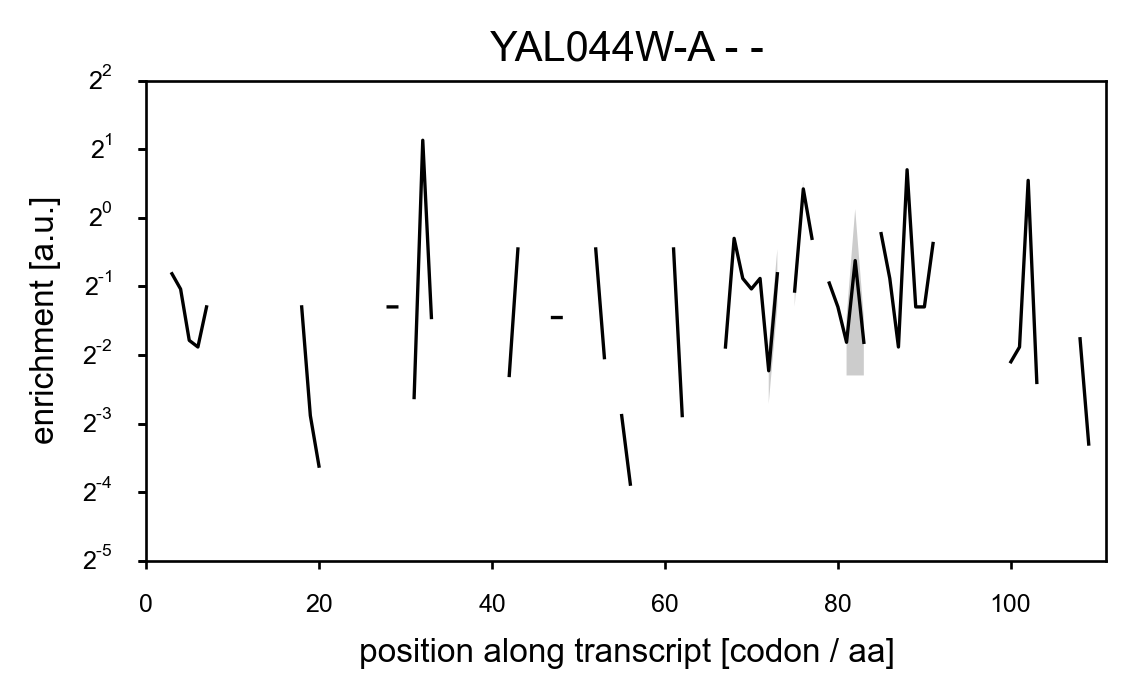 YAL044W-A - -
2^2
2^1
2^0
2^-1
2^-2
2^-3
2^-4
2^-5
enrichment [a.u.]
0 20 40 60 80 100
position along transcript [codon / aa]